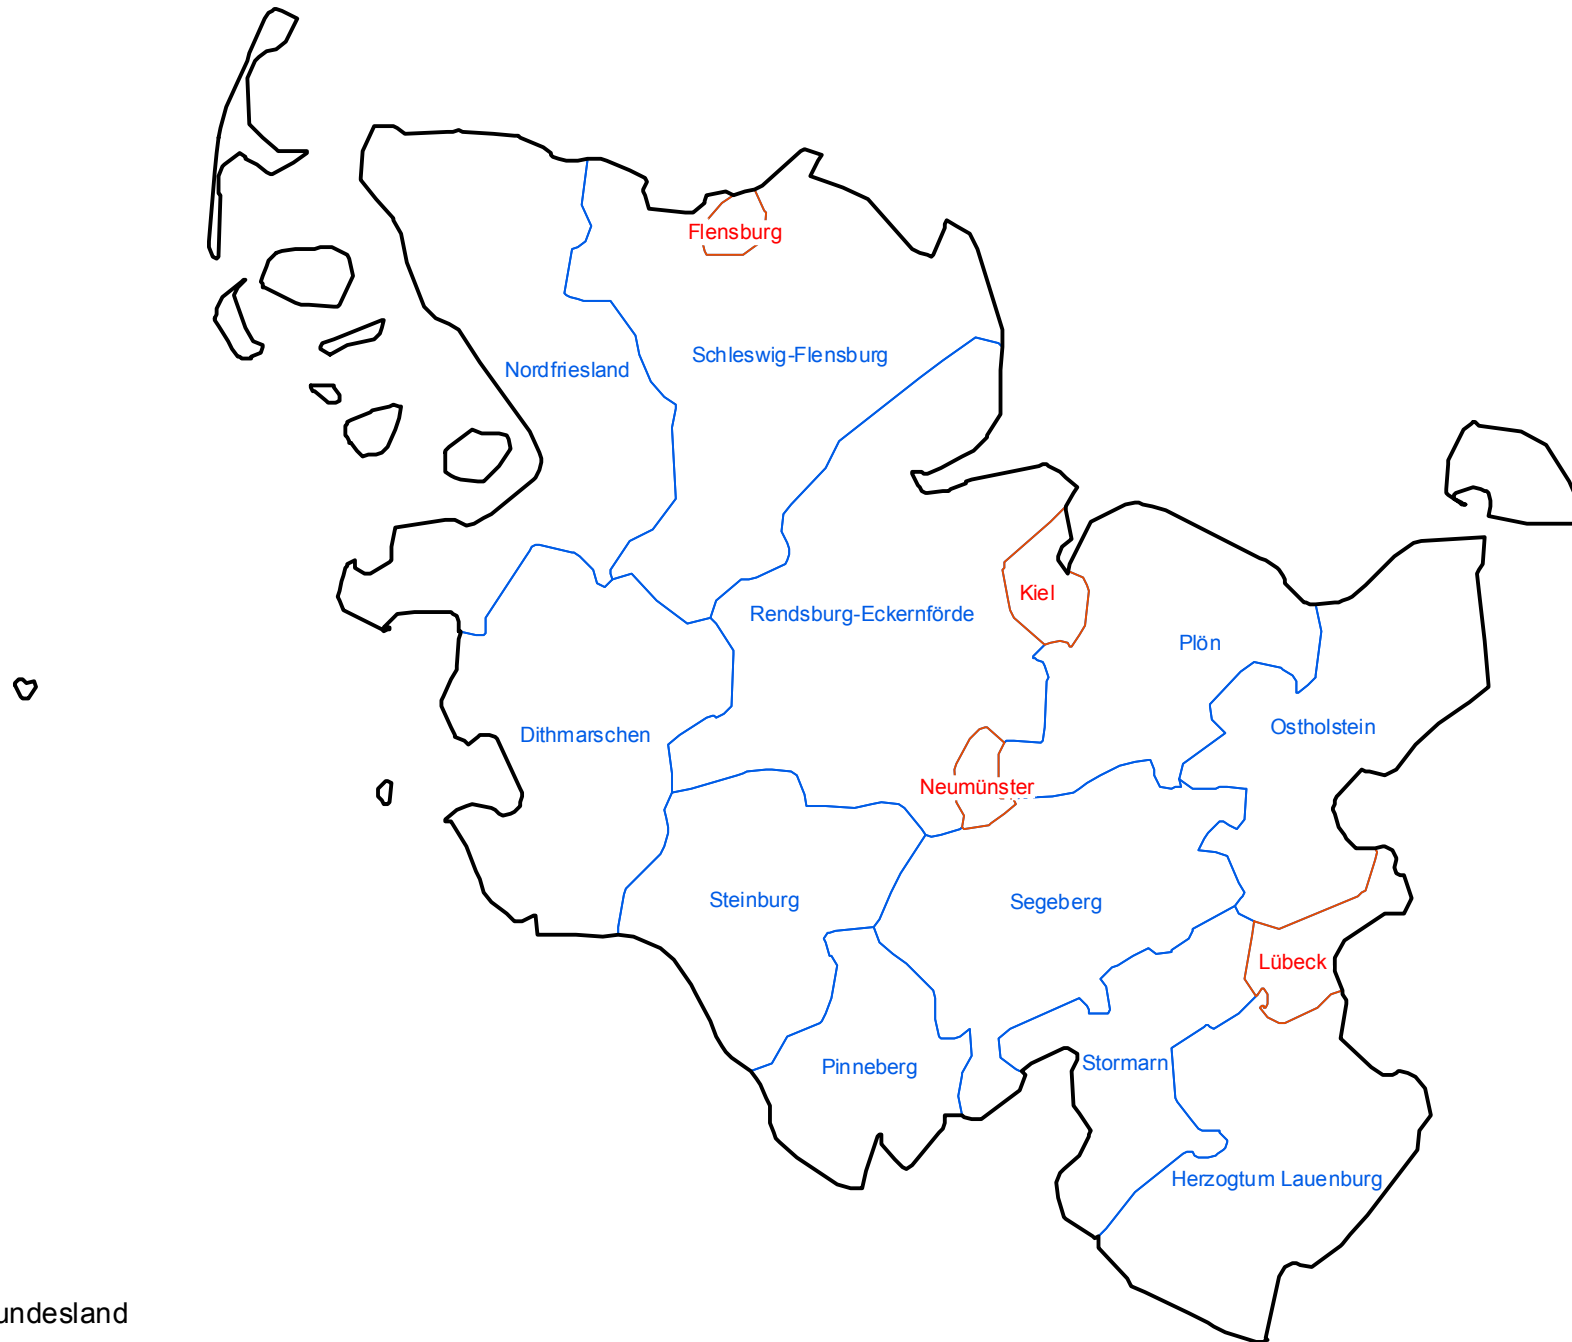 Flensburg
Schleswig-Flensburg
Nordfriesland
Kiel
Rendsburg-Eckernförde
Plön
Ostholstein
Dithmarschen
Neumünster
Steinburg
Segeberg
Lübeck
Stormarn
Pinneberg
Herzogtum Lauenburg
undesland